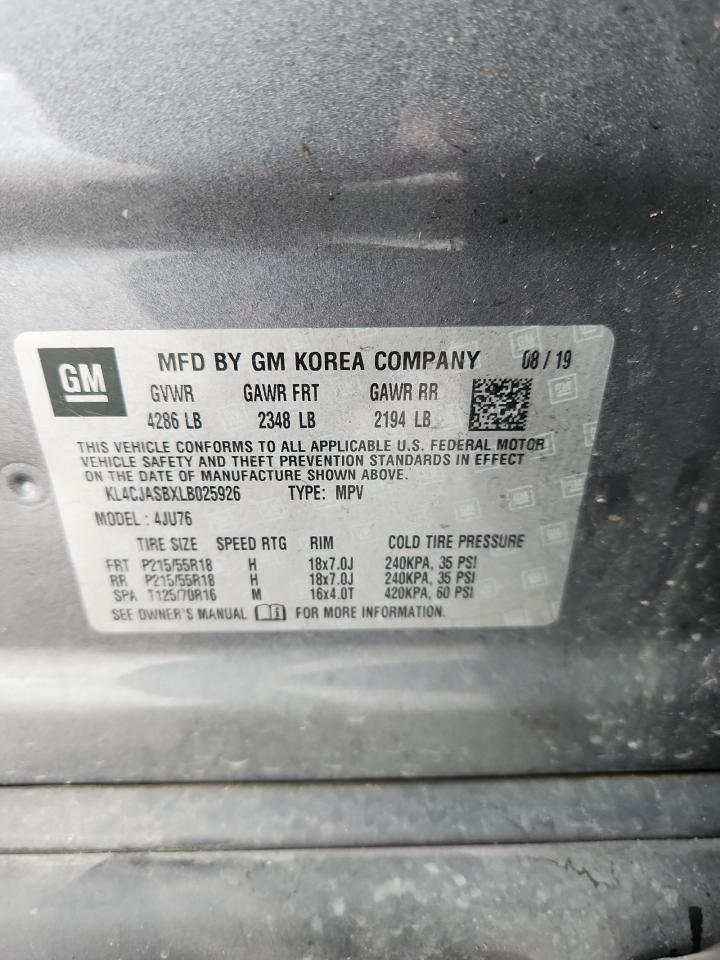 GM MFD BY GM KOREA COMPANY 08/19
GVWR GAWR FRT GAWR RR
4286 LB 2348 LB 2194 LB
THIS VEHICLE CONFORMS TO ALL APPLICABLE U.S. FEDERAL MOTOR
VEHICLE SAFETY AND THEFT PREVENTION STANDARDS IN EFFECT
ON THE DATE OF MANUFACTURE SHOWN ABOVE.
KL4CJASBXLB025926 TYPE: MPV
MODEL: 4JU76
TIRE SIZE SPEED RTG RIM COLD TIRE PRESSURE
FRT P215/55R18 H 18x7.0J 240KPA, 35 PSI
RR P215/55R18 H 18x7.0J 240KPA, 35 PSI
SPA T125/70R16 M 16x4.0T 420KPA, 60 PSI
SEE OWNER'S MANUAL FOR MORE INFORMATION.